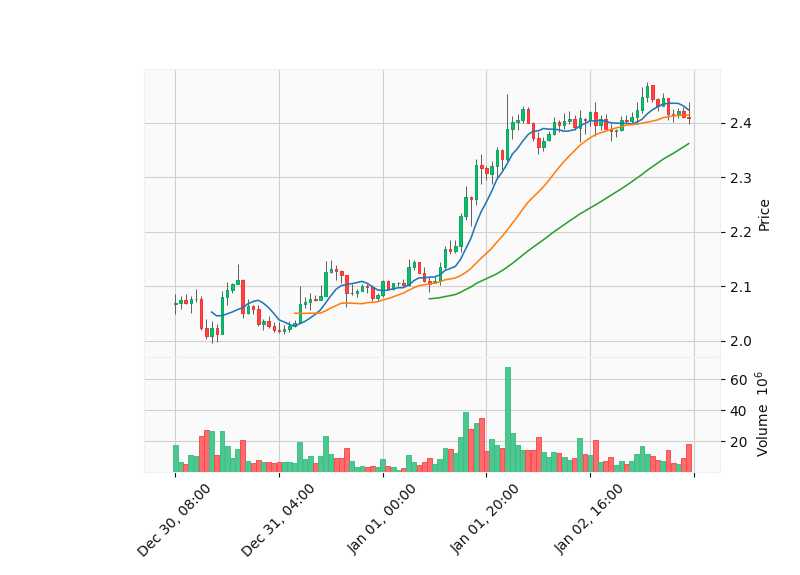 2.4
2.3
Price
2.2
2.1
2.0
60
40
20
Volume 10^6
Dec 30, 08:00
Dec 31, 04:00
Jan 01, 00:00
Jan 01, 20:00
Jan 02, 16:00